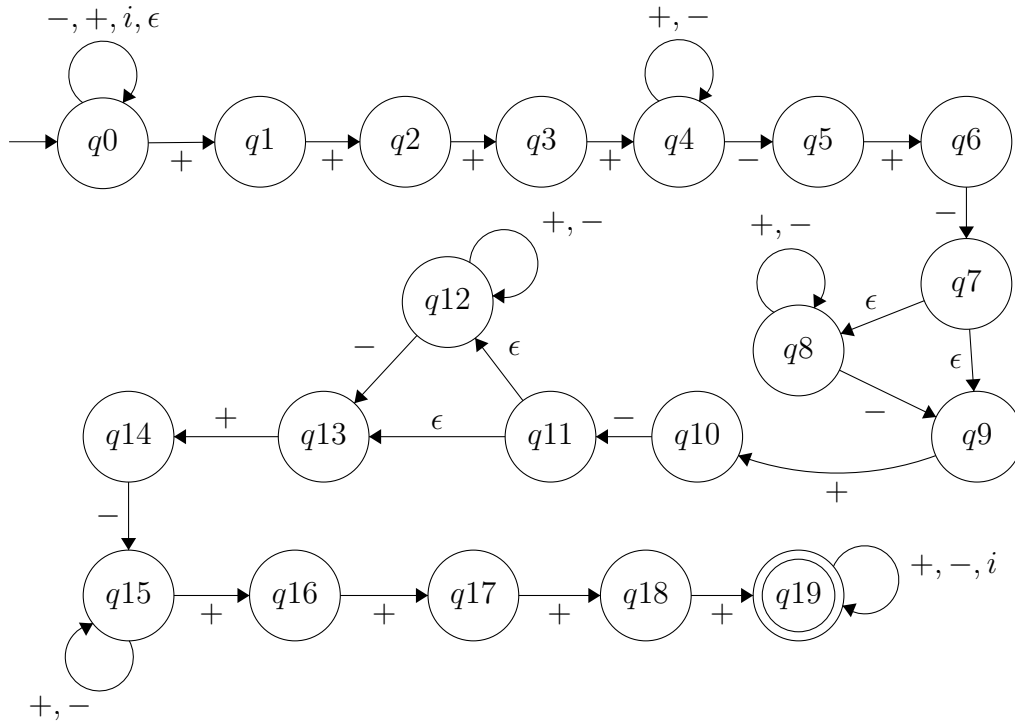 −, +, i, ϵ
+, −
q0 + q1 + q2 + q3 + q4 − q5 + q6
−
+, −
+, −
q7
q12
ϵ
q8
ϵ
ϵ
−
−
q14 + q13 ϵ q11 − q10 q9
+
−
+, −, i
q15 + q16 + q17 + q18 + q19
+, −